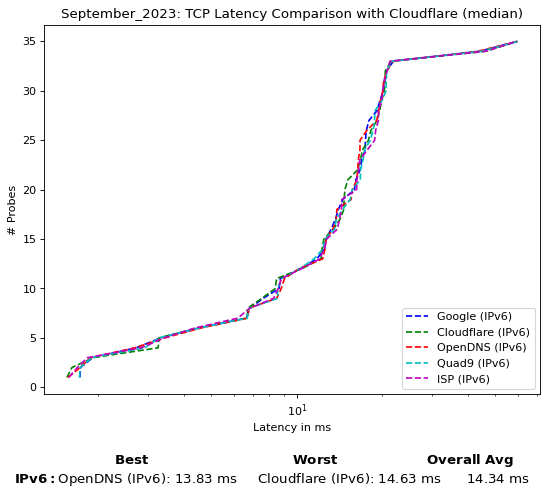 September_2023: TCP Latency Comparison with Cloudflare (median)
35
30
25
20
15
10
5
0
# Probes
10^1
Latency in ms
Google (IPv6)
Cloudflare (IPv6)
OpenDNS (IPv6)
Quad9 (IPv6)
ISP (IPv6)
Best Worst Overall Avg
IPv6: OpenDNS (IPv6): 13.83 ms Cloudflare (IPv6): 14.63 ms 14.34 ms